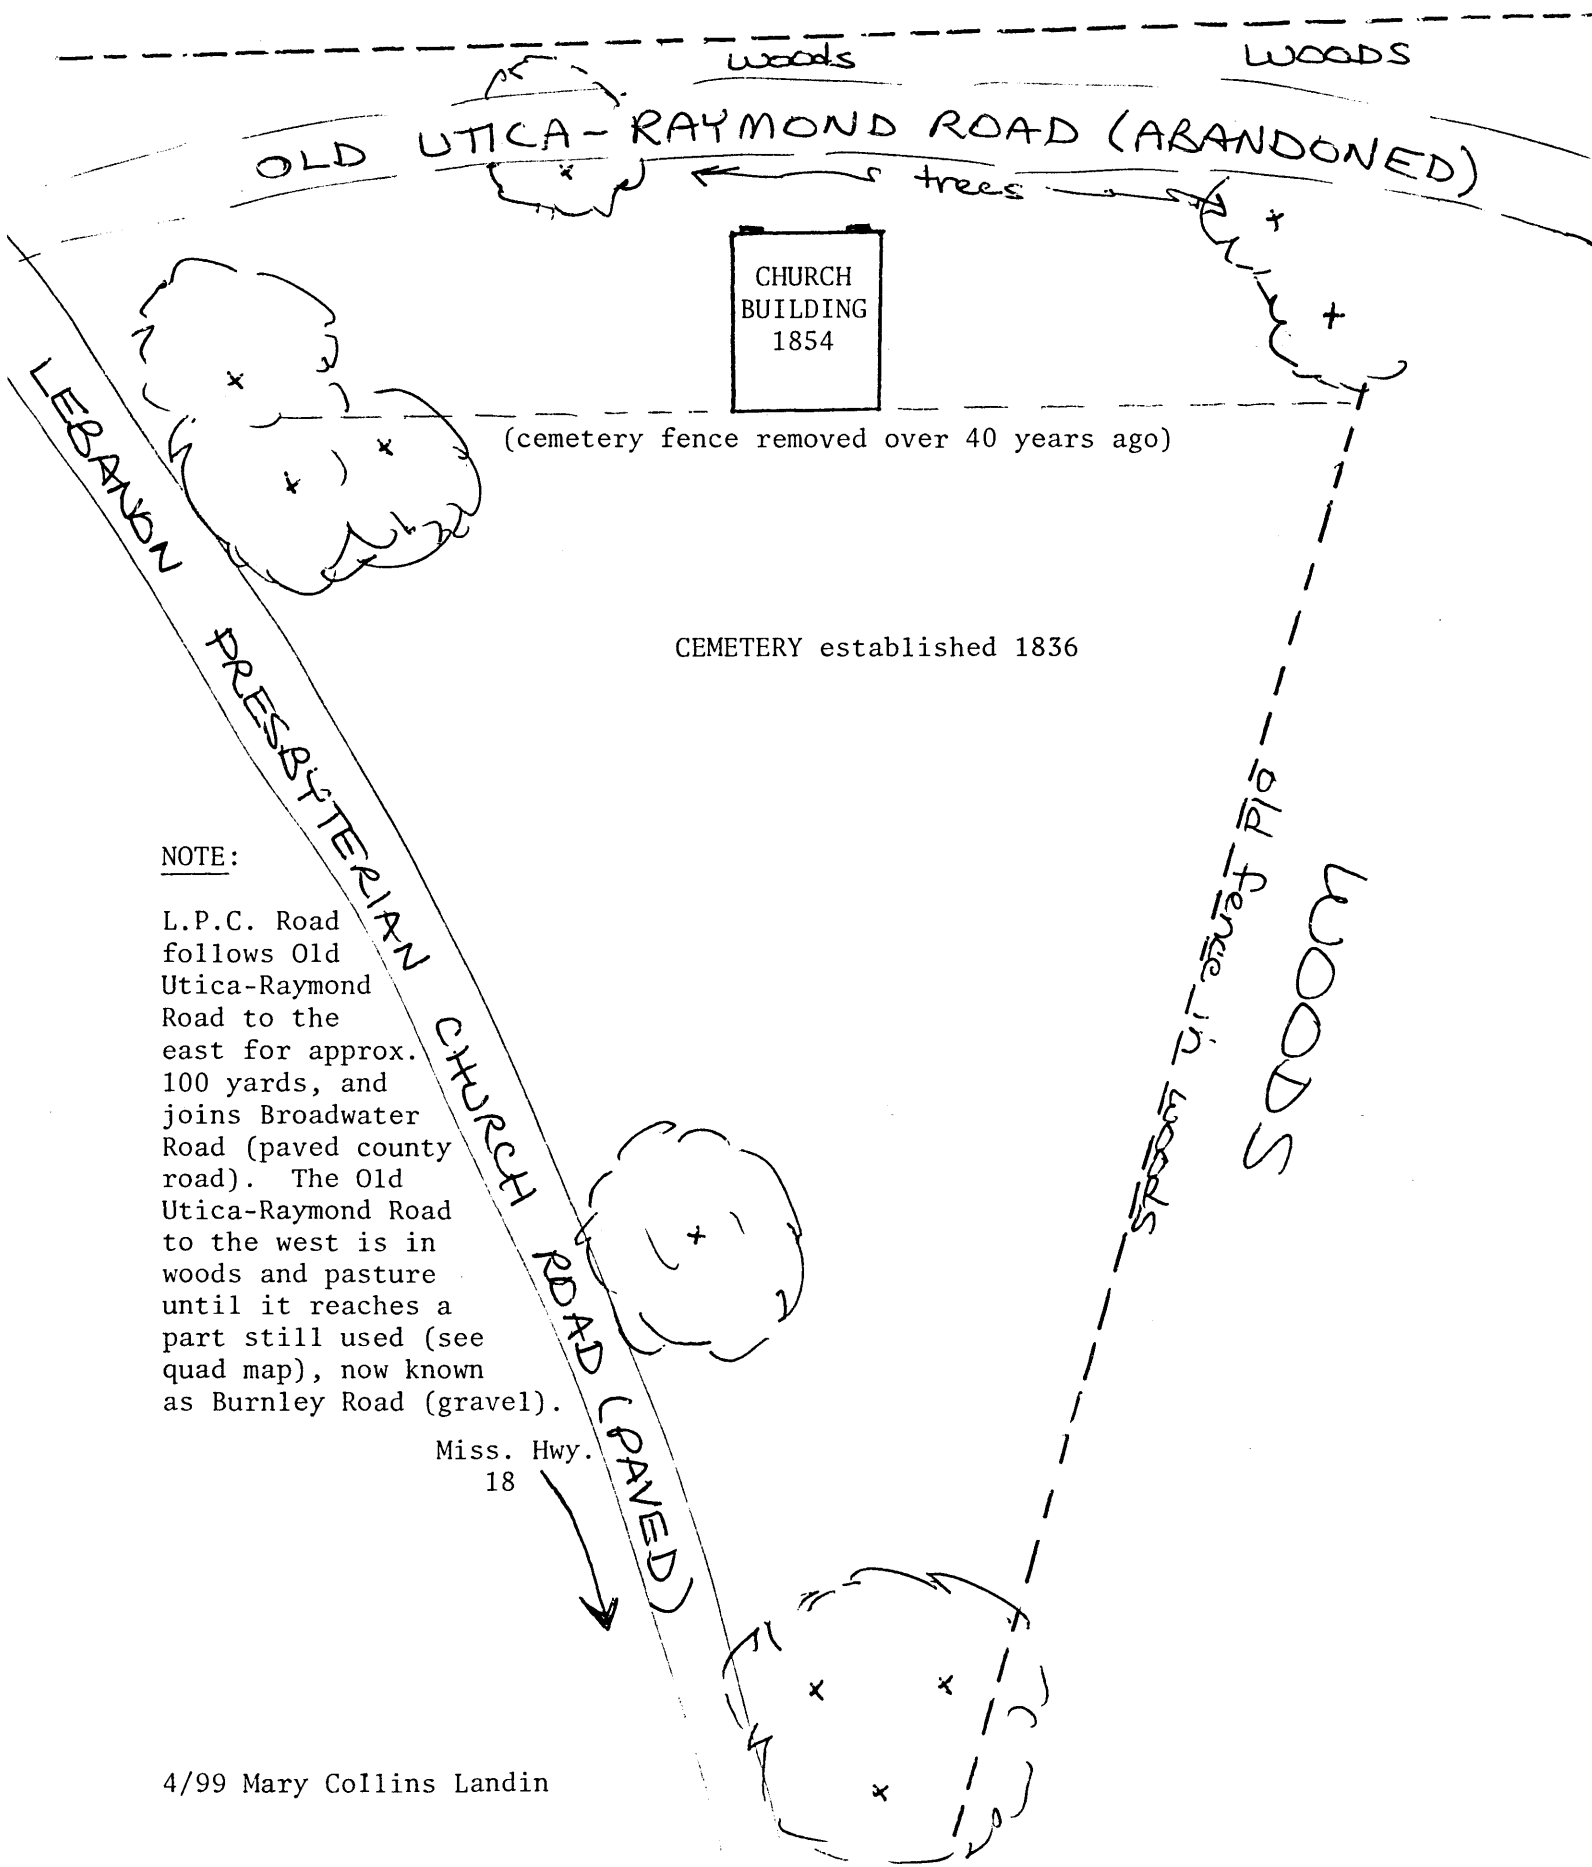 woods
WOODS
OLD UTICA-RAYMOND ROAD (ABANDONED)
trees
CHURCH
BUILDING
1854
(cemetery fence removed over 40 years ago)
LEBANON PRESBYTERIAN CHURCH ROAD (PAVED)
CEMETERY established 1836
old fence in woods
WOODS
NOTE:
L.P.C. Road
follows Old
Utica-Raymond
Road to the
east for approx.
100 yards, and
joins Broadwater
Road (paved county
road). The Old
Utica-Raymond Road
to the west is in
woods and pasture
until it reaches a
part still used (see
quad map), now known
as Burnley Road (gravel).
Miss. Hwy.
18
4/99 Mary Collins Landin